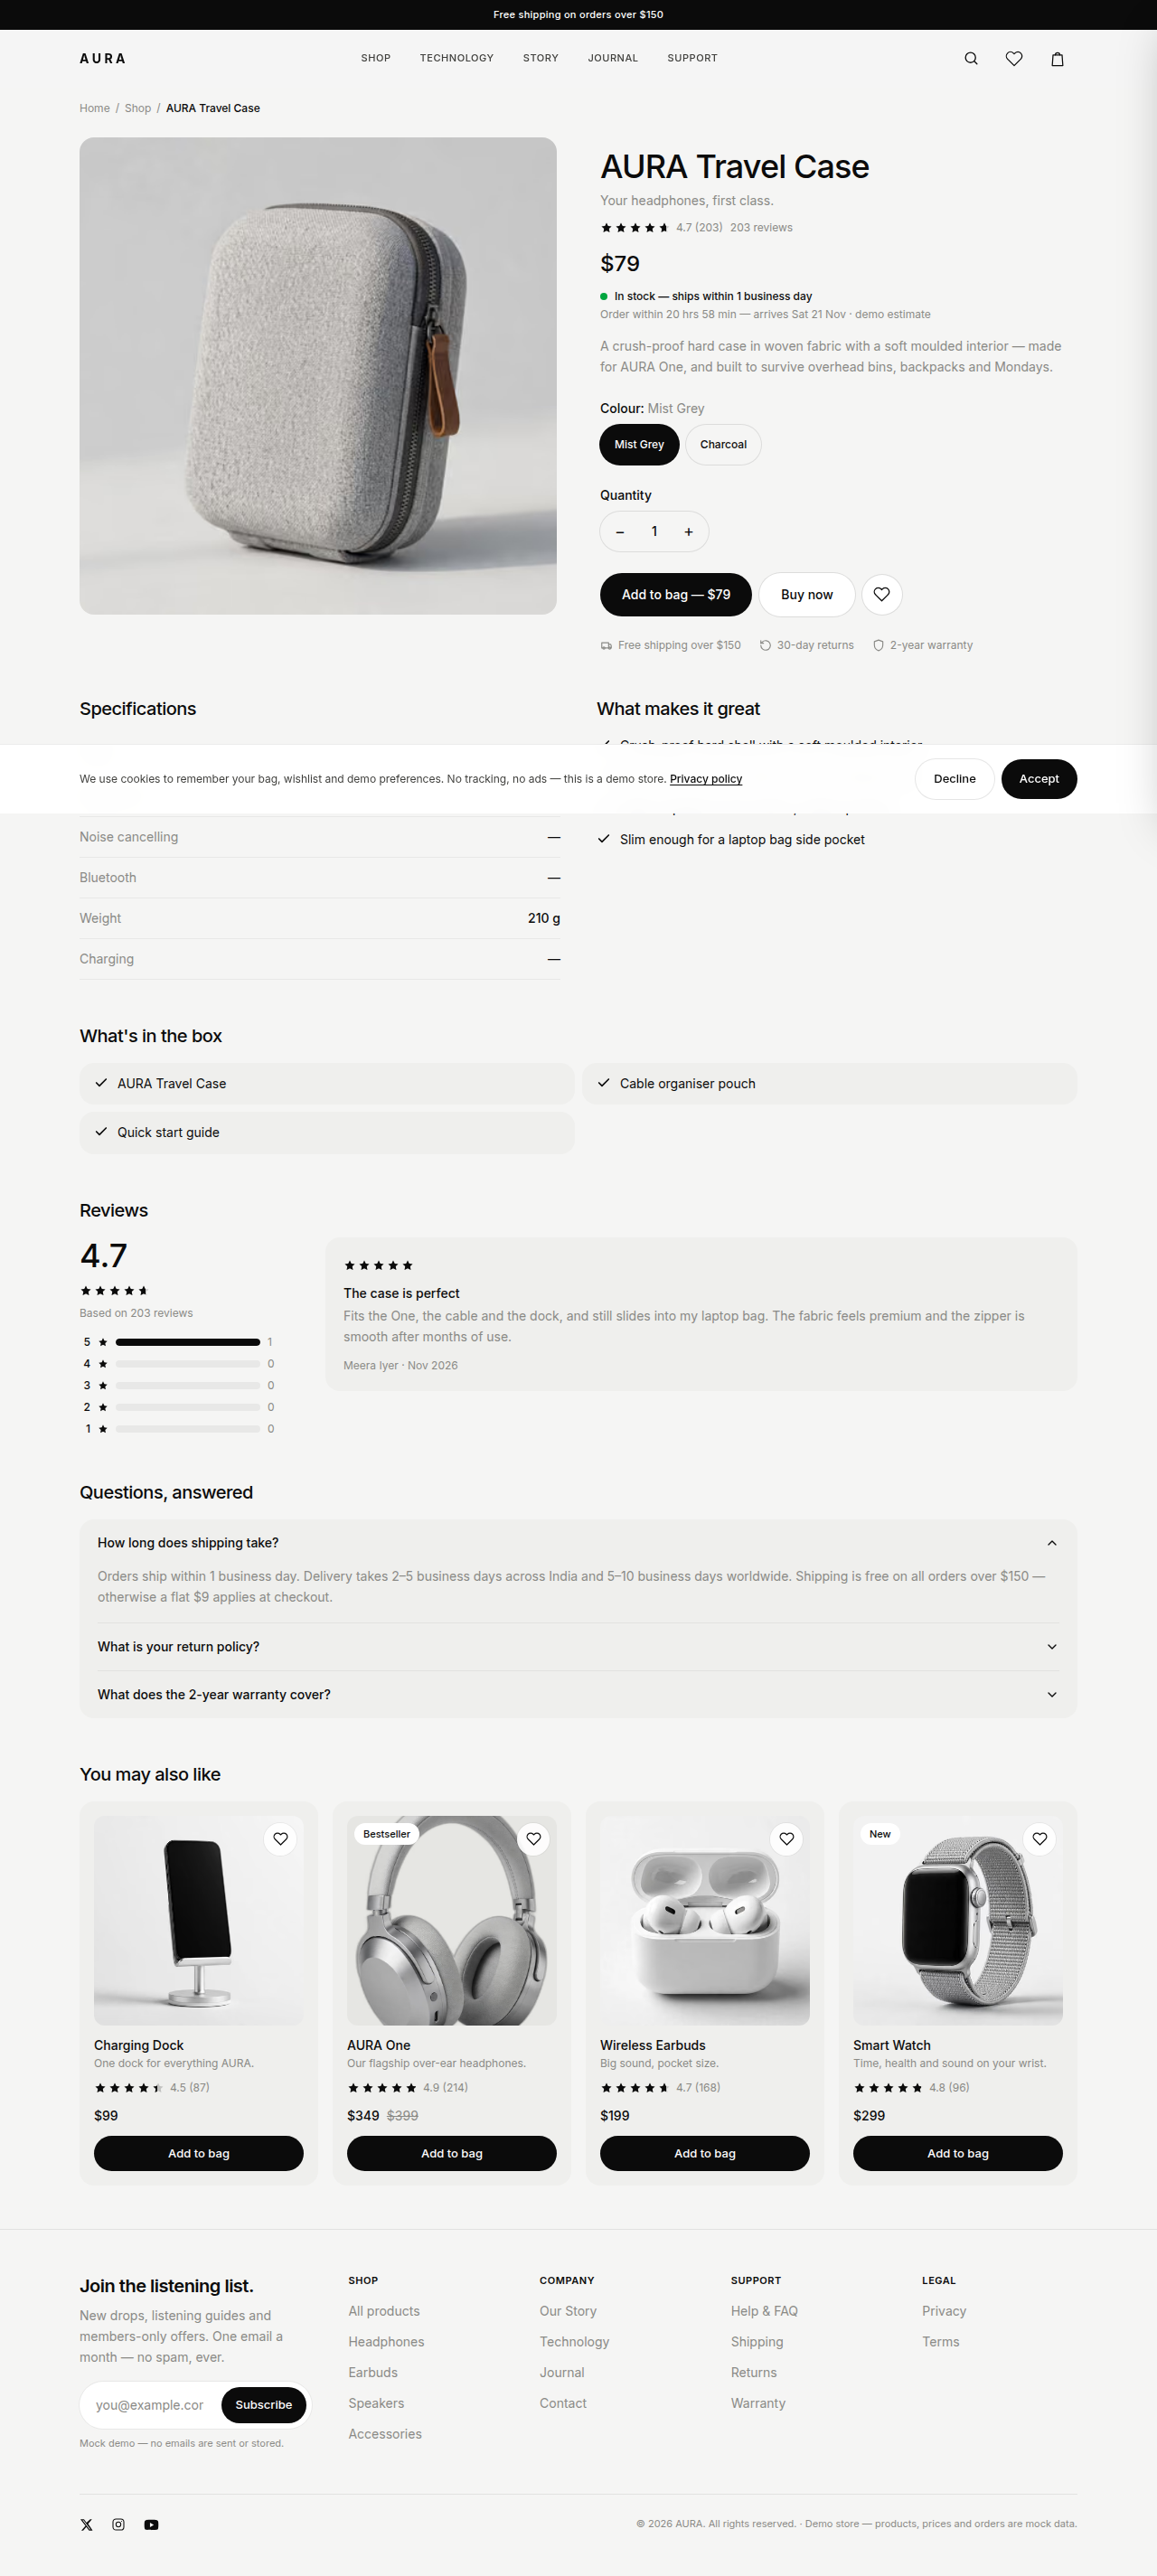 Free shipping on orders over $150
AURA
SHOP TECHNOLOGY STORY JOURNAL SUPPORT
Home / Shop / AURA Travel Case
AURA Travel Case
Your headphones, first class.
4.7 (203) 203 reviews
$79
In stock — ships within 1 business day
Order within 20 hrs 58 min — arrives Sat 21 Nov · demo estimate
A crush-proof hard case in woven fabric with a soft moulded interior — made
for AURA One, and built to survive overhead bins, backpacks and Mondays.
Colour: Mist Grey
Mist Grey Charcoal
Quantity
− 1 +
Add to bag — $79 Buy now
Free shipping over $150 30-day returns 2-year warranty
Specifications
What makes it great
We use cookies to remember your bag, wishlist and demo preferences. No tracking, no ads — this is a demo store. Privacy policy
Decline Accept
Noise cancelling —
Bluetooth —
Weight 210 g
Charging —
Slim enough for a laptop bag side pocket
What's in the box
AURA Travel Case
Cable organiser pouch
Quick start guide
Reviews
4.7
Based on 203 reviews
5 1
4 0
3 0
2 0
1 0
The case is perfect
Fits the One, the cable and the dock, and still slides into my laptop bag. The fabric feels premium and the zipper is
smooth after months of use.
Meera Iyer · Nov 2026
Questions, answered
How long does shipping take?
Orders ship within 1 business day. Delivery takes 2–5 business days across India and 5–10 business days worldwide. Shipping is free on all orders over $150 —
otherwise a flat $9 applies at checkout.
What is your return policy?
What does the 2-year warranty cover?
You may also like
Charging Dock
One dock for everything AURA.
4.5 (87)
$99
Add to bag
Bestseller
AURA One
Our flagship over-ear headphones.
4.9 (214)
$349 $399
Add to bag
Wireless Earbuds
Big sound, pocket size.
4.7 (168)
$199
Add to bag
New
Smart Watch
Time, health and sound on your wrist.
4.8 (96)
$299
Add to bag
Join the listening list.
New drops, listening guides and
members-only offers. One email a
month — no spam, ever.
you@example.cor
Subscribe
Mock demo — no emails are sent or stored.
SHOP
All products
Headphones
Earbuds
Speakers
Accessories
COMPANY
Our Story
Technology
Journal
Contact
SUPPORT
Help & FAQ
Shipping
Returns
Warranty
LEGAL
Privacy
Terms
© 2026 AURA. All rights reserved. · Demo store — products, prices and orders are mock data.